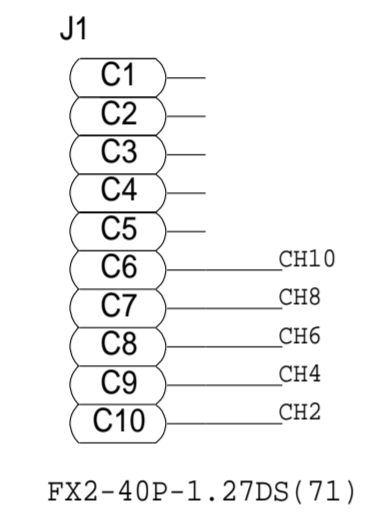 J1
C1
C2
C3
C4
C5
C6 CH10
C7 CH8
C8 CH6
C9 CH4
C10 CH2
FX2-40P-1.27DS(71)